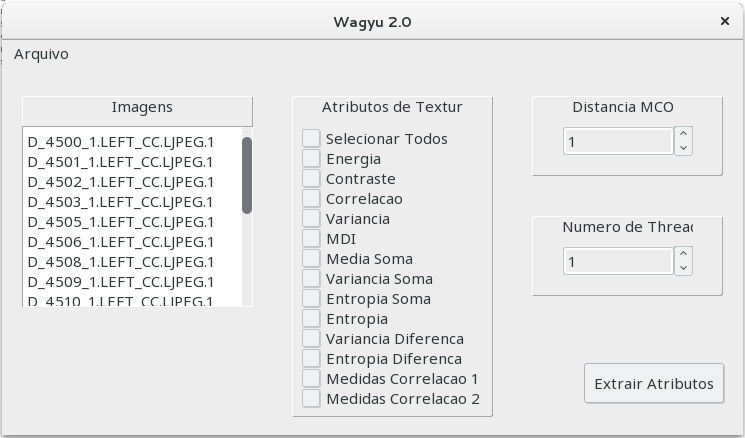 Wagyu 2.0
Arquivo
Imagens
D_4500_1.LEFT_CC.LJPEG.1
D_4501_1.LEFT_CC.LJPEG.1
D_4502_1.LEFT_CC.LJPEG.1
D_4503_1.LEFT_CC.LJPEG.1
D_4505_1.LEFT_CC.LJPEG.1
D_4506_1.LEFT_CC.LJPEG.1
D_4508_1.LEFT_CC.LJPEG.1
D_4509_1.LEFT_CC.LJPEG.1
D_4510_1.LEFT_CC.LJPEG.1
Atributos de Textur
Selecionar Todos
Energia
Contraste
Correlacao
Variancia
MDI
Media Soma
Variancia Soma
Entropia Soma
Entropia
Variancia Diferenca
Entropia Diferenca
Medidas Correlacao 1
Medidas Correlacao 2
Distancia MCO
1
Numero de Threac
1
Extrair Atributos